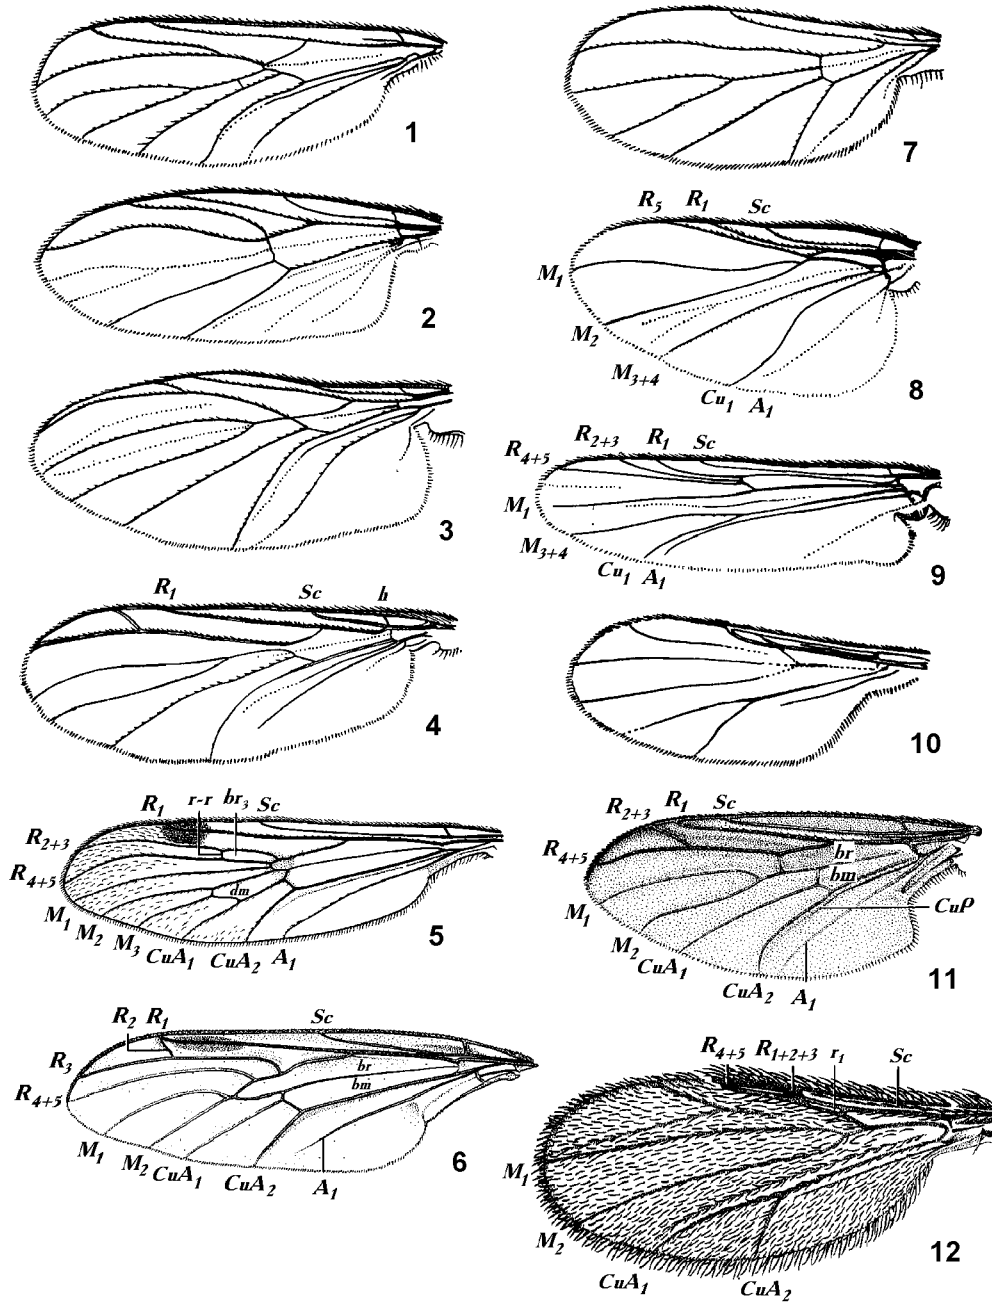 1
7
R5 R1 Sc
2
M1
M2
M3+4
Cu1 A1
8
3
R4+5 R2+3 R1 Sc
M1
M3+4
Cu1 A1
9
R1 Sc h
4
10
R1 r-r br3 Sc
R2+3
R4+5
dm
M1 M2 M3 CuA1 CuA2 A1
5
R2+3 R1 Sc
R4+5
br
bm
Cup
M1
M2
CuA1
CuA2 A1
11
R2 R1 Sc
R3
R4+5
br
bm
M1 M2 CuA1 CuA2 A1
6
R4+5 R1+2+3 r1 Sc
M1
M2
CuA1 CuA2
12